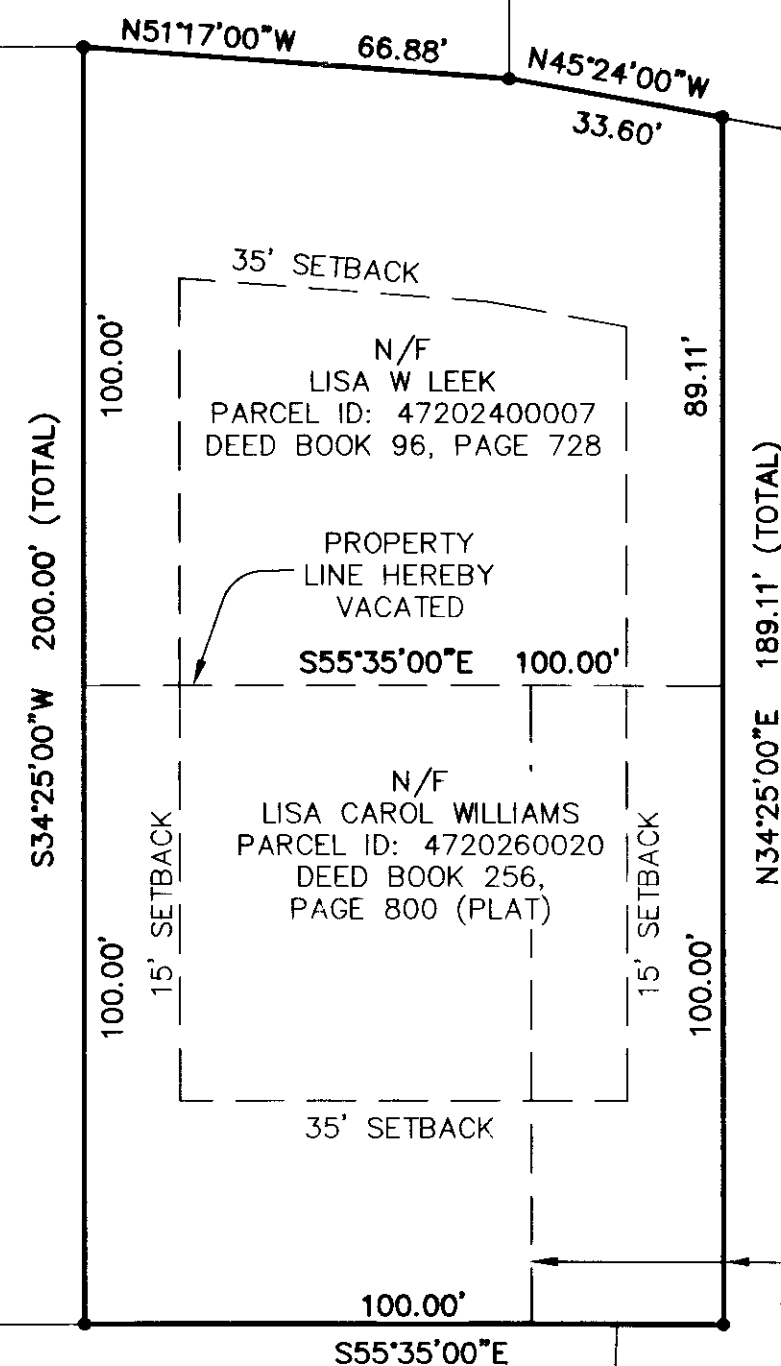 N51°17'00"W 66.88'
N45°24'00"W
33.60'
35' SETBACK
100.00'
N/F
LISA W LEEK
PARCEL ID: 47202400007
DEED BOOK 96, PAGE 728
89.11'
S34°25'00"W 200.00' (TOTAL)
N34°25'00"E 189.11' (TOTAL)
PROPERTY
LINE HEREBY
VACATED
S55°35'00"E 100.00'
N/F
LISA CAROL WILLIAMS
PARCEL ID: 4720260020
DEED BOOK 256,
PAGE 800 (PLAT)
15' SETBACK
15' SETBACK
100.00'
100.00'
35' SETBACK
100.00'
S55°35'00"E